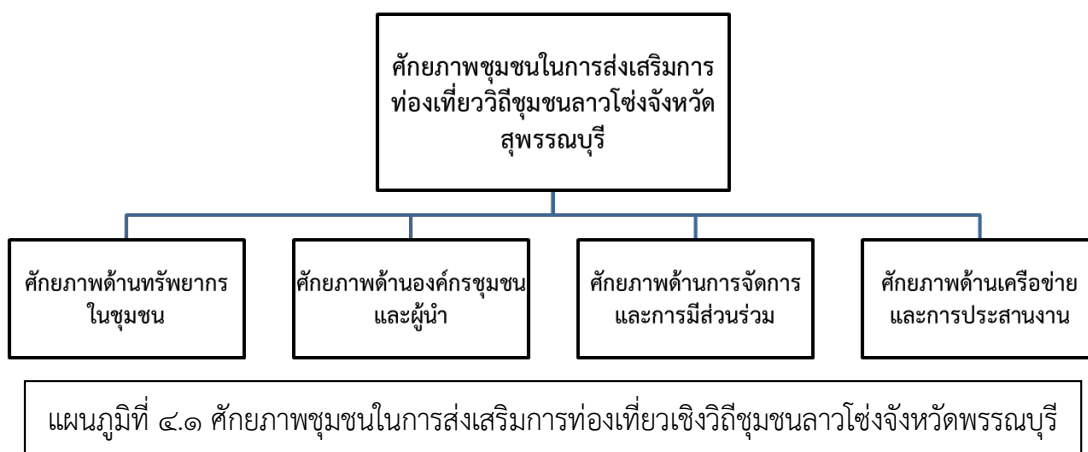 ศักยภาพชุมชนในการส่งเสริมการ
ท่องเที่ยววิถีชุมชนลาวโซ่งจังหวัด
สุพรรณบุรี
ศักยภาพด้านทรัพยากร
ในชุมชน
ศักยภาพด้านองค์กรชุมชน
และผู้นำ
ศักยภาพด้านการจัดการ
และการมีส่วนร่วม
ศักยภาพด้านเครือข่าย
และการประสานงาน
แผนภูมิที่ ๔.๑ ศักยภาพชุมชนในการส่งเสริมการท่องเที่ยวเชิงวิถีชุมชนลาวโซ่งจังหวัดพรรณบุรี